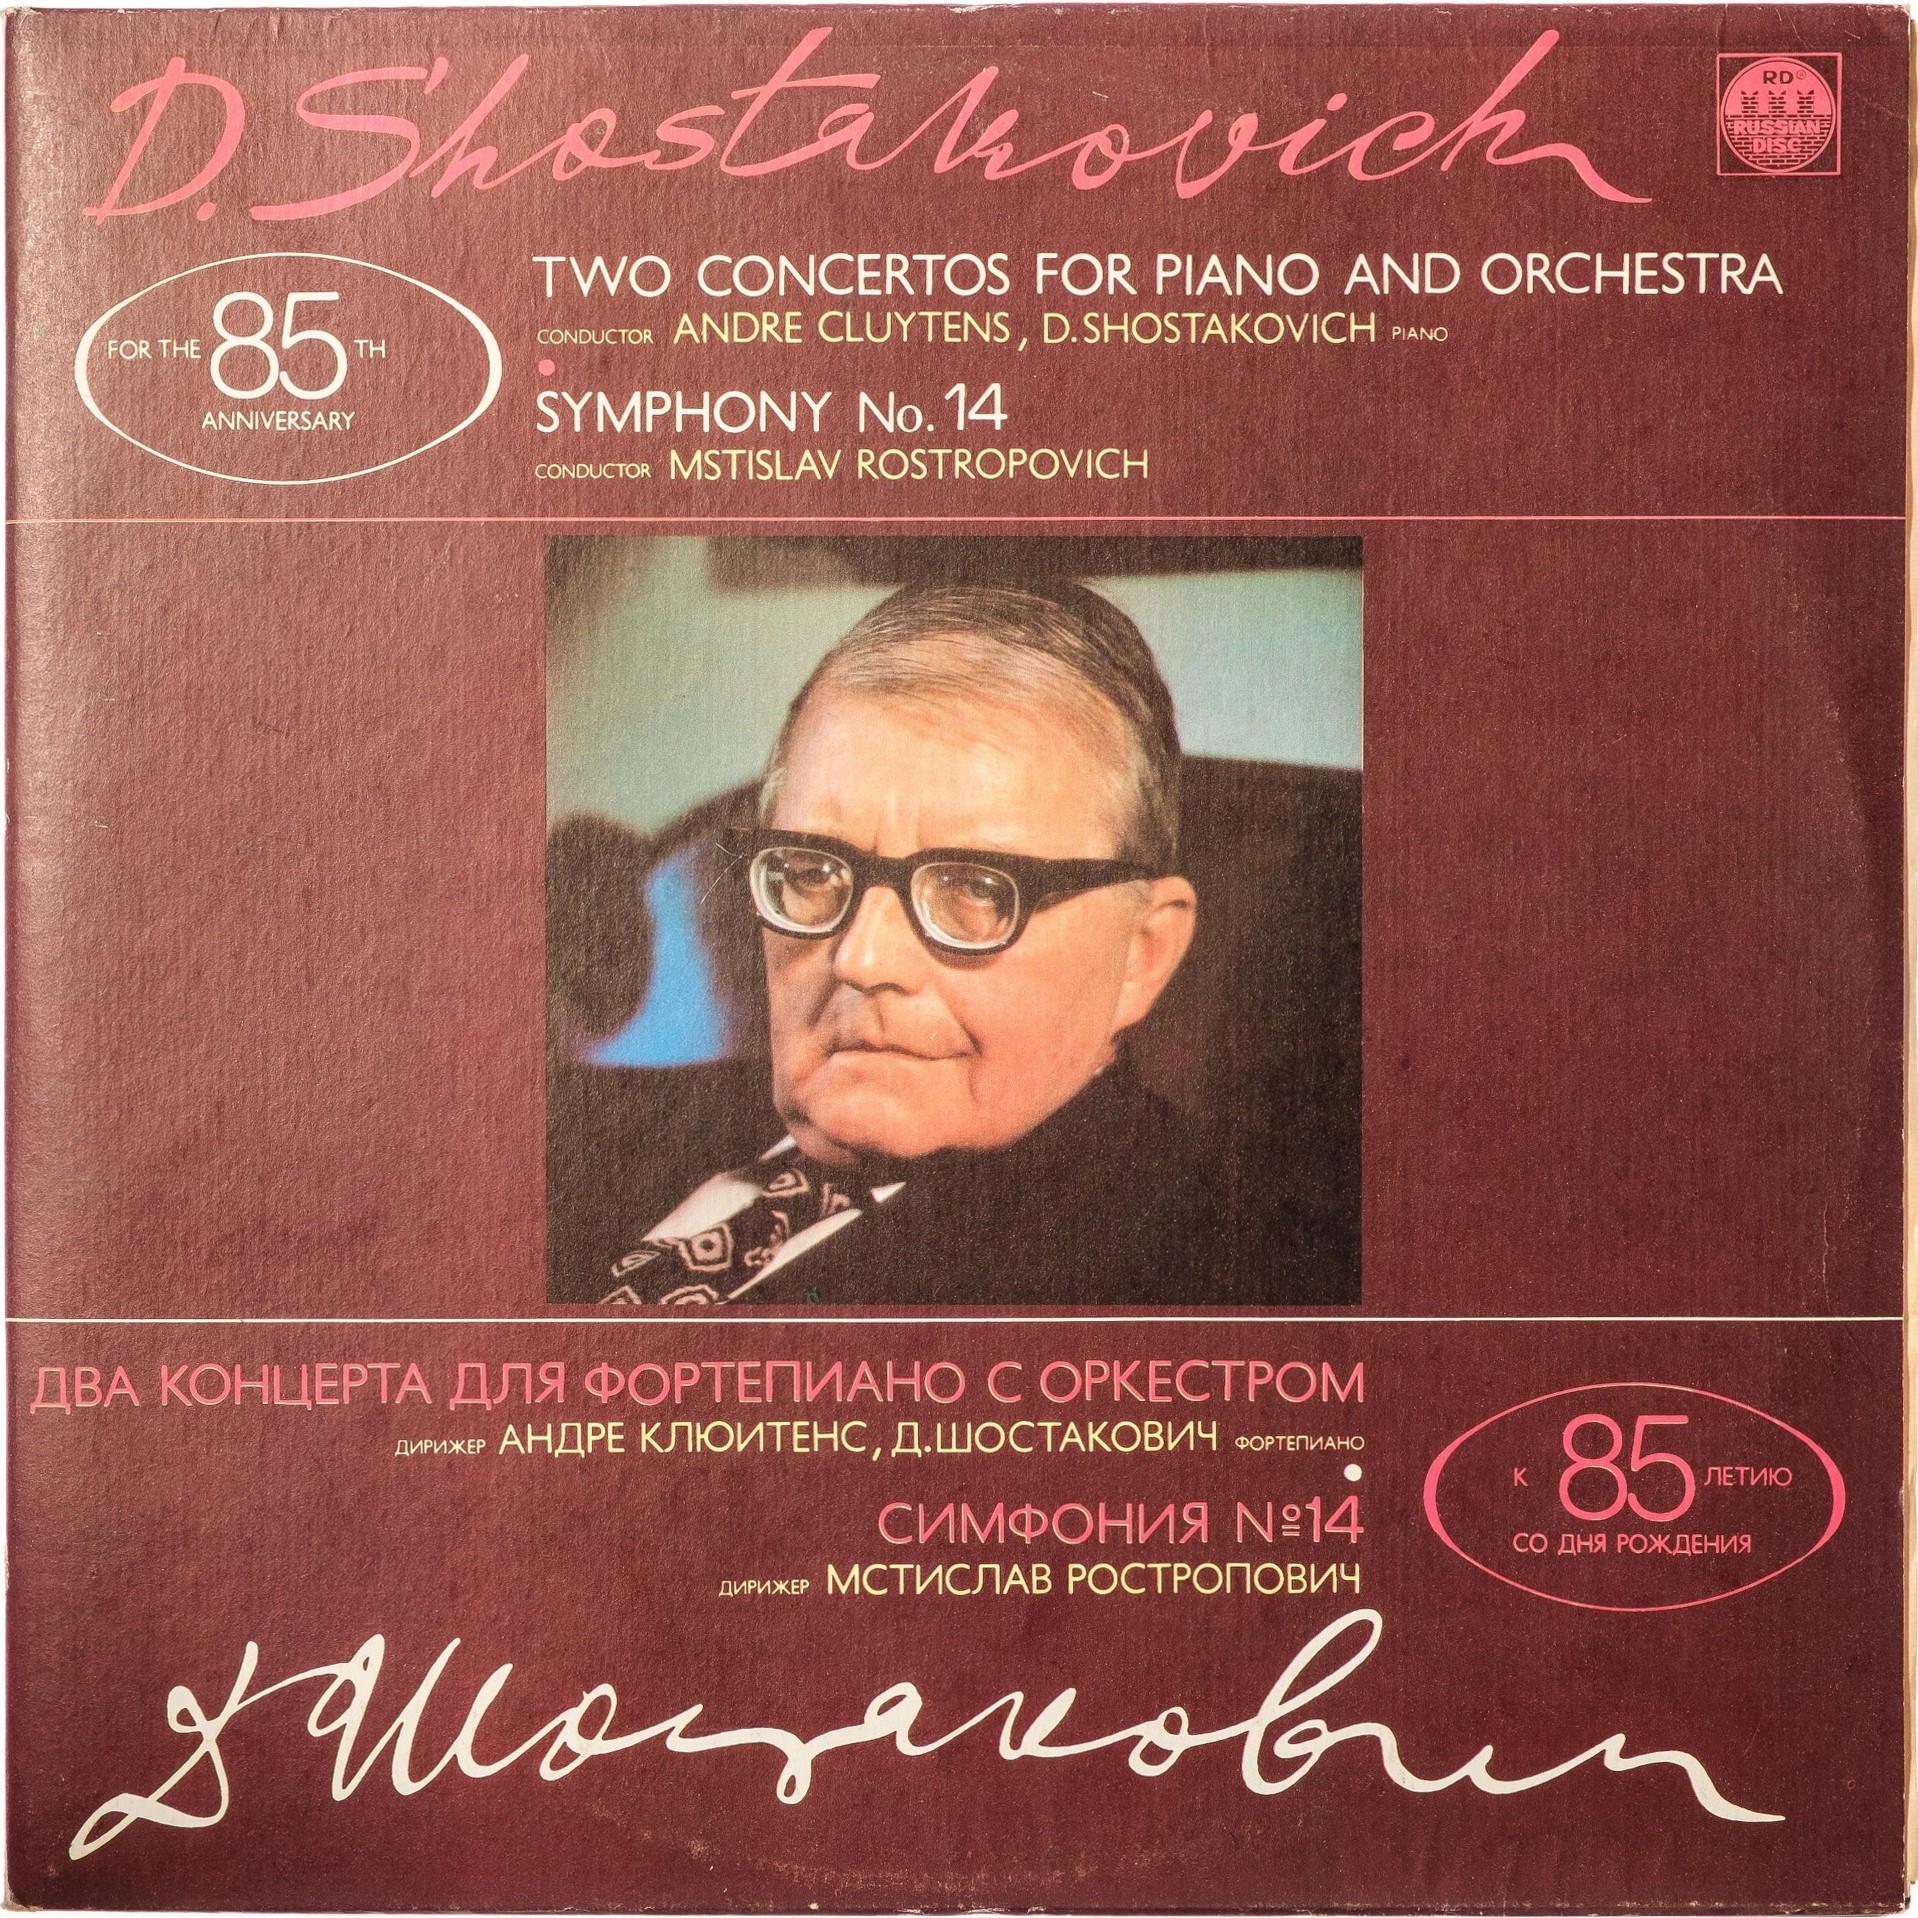 D. Shostakovich
RD®
RUSSIAN
DISC
FOR THE 85 TH
ANNIVERSARY
TWO CONCERTOS FOR PIANO AND ORCHESTRA
CONDUCTOR ANDRE CLUYTENS, D.SHOSTAKOVICH PIANO
SYMPHONY No. 14
CONDUCTOR MSTISLAV ROSTROPOVICH
ДВА КОНЦЕРТА ДЛЯ ФОРТЕПИАНО С ОРКЕСТРОМ
ДИРИЖЕР АНДРЕ КЛЮИТЕНС, Д.ШОСТАКОВИЧ ФОРТЕПИАНО
СИМФОНИЯ №14
ДИРИЖЕР МСТИСЛАВ РОСТРОПОВИЧ
К 85 ЛЕТИЮ
СО ДНЯ РОЖДЕНИЯ
Д Шостакович